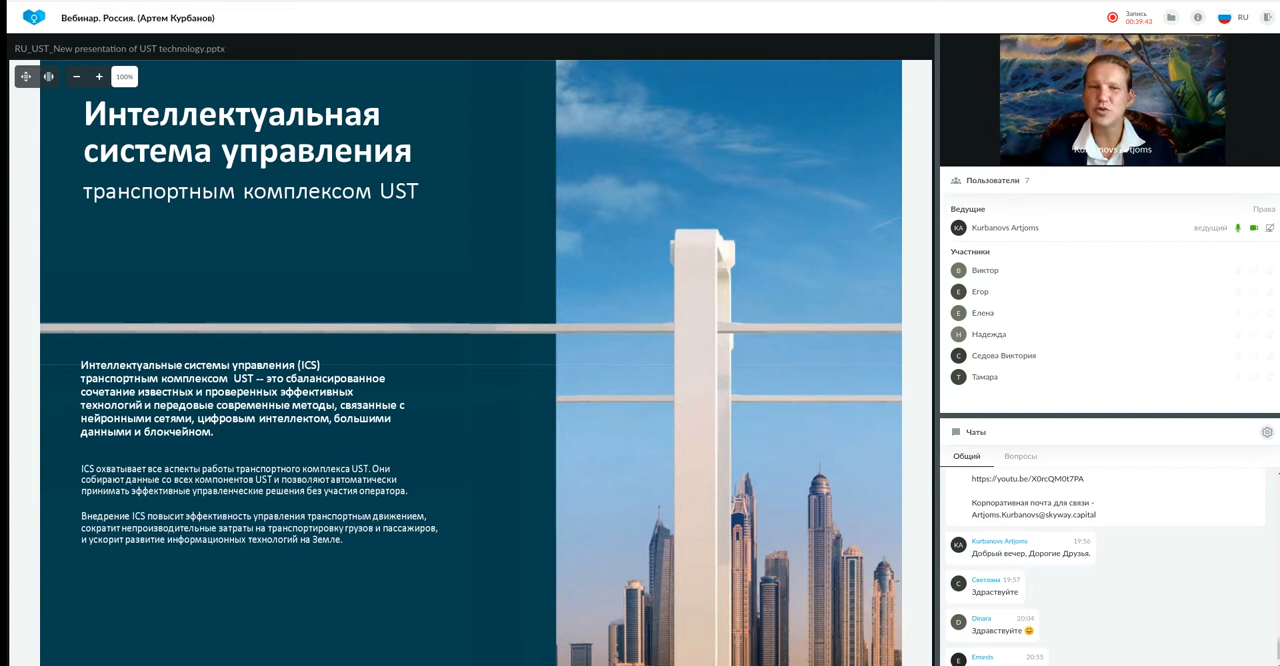 Вебинар. Россия. (Артем Курбанов)
Запись
00:39:43
RU
RU_UST_New presentation of UST technology.pptx
100%
Интеллектуальная
система управления
транспортным комплексом UST
Интеллектуальные системы управления (ICS)
транспортным комплексом UST -- это сбалансированное
сочетание известных и проверенных эффективных
технологий и передовые современные методы, связанные с
нейронными сетями, цифровым интеллектом, большими
данными и блокчейном.
ICS охватывает все аспекты работы транспортного комплекса UST. Они
собирают данные со всех компонентов UST и позволяют автоматически
принимать эффективные управленческие решения без участия оператора.
Внедрение ICS повысит эффективность управления транспортным движением,
сократит непроизводительные затраты на транспортировку грузов и пассажиров,
и ускорит развитие информационных технологий на Земле.
Kurbanovs Artjoms
Пользователи 7
Ведущие Права
KA Kurbanovs Artjoms ведущий
Участники
В Виктор
Е Егор
Е Елена
Н Надежда
С Седова Виктория
Т Тамара
Чаты
Общий Вопросы
https://youtu.be/X0rcQM0t7PA
Корпоративная почта для связи -
Artjoms.Kurbanovs@skyway.capital
KA Kurbanovs Artjoms 19:56
Добрый вечер, Дорогие Друзья.
С Светлана 19:57
Здраствуйте
D Dinara 20:04
Здравствуйте 😊
E Ernests 20:55